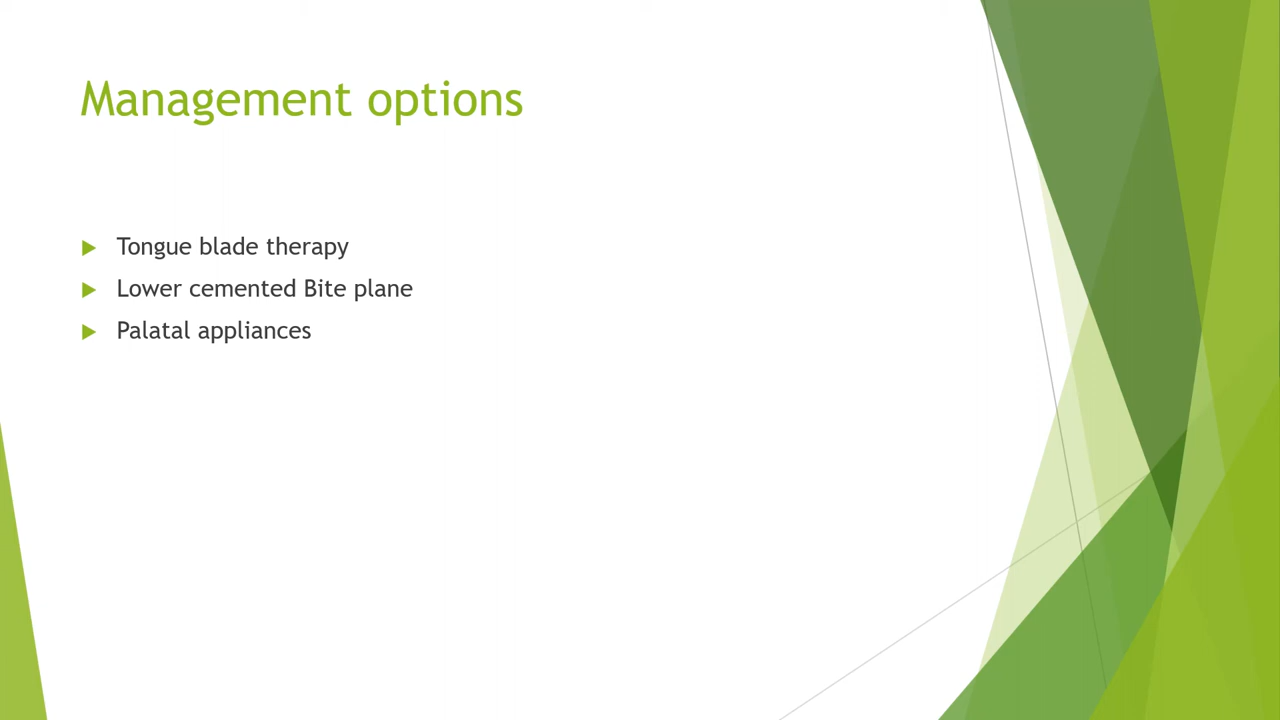 Management options
Tongue blade therapy
Lower cemented Bite plane
Palatal appliances